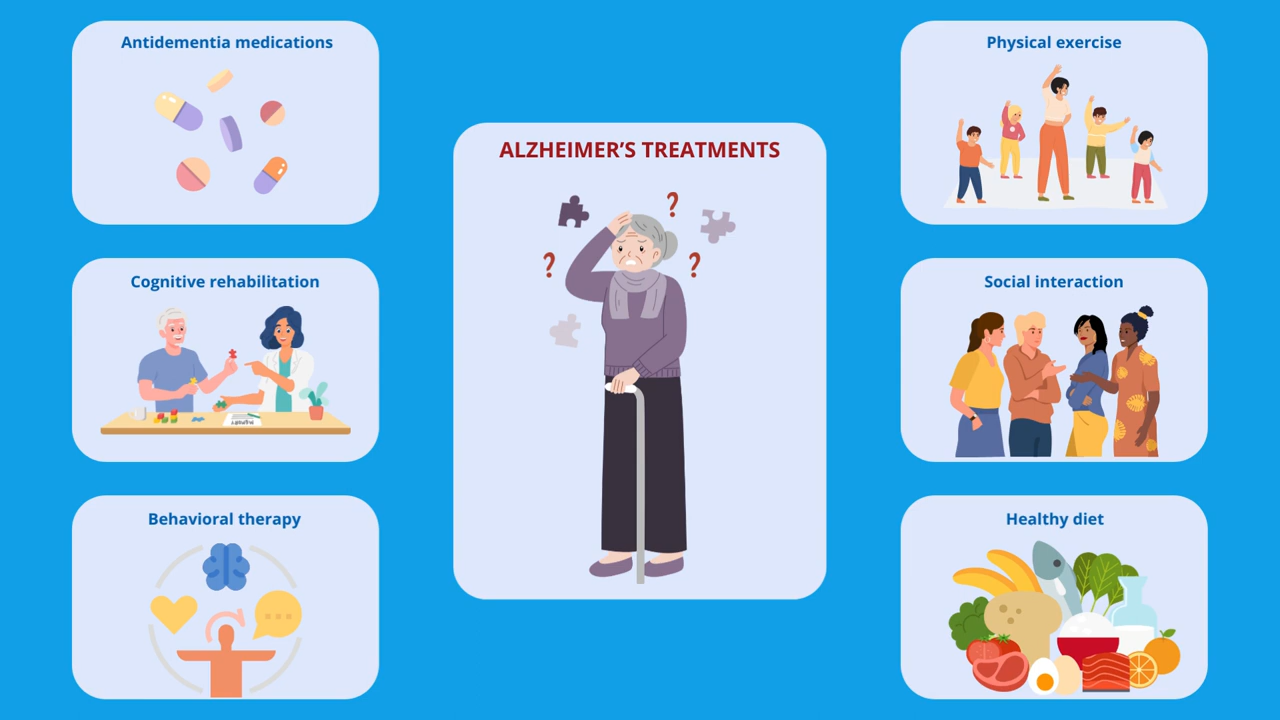 Antidementia medications
Cognitive rehabilitation
Behavioral therapy
ALZHEIMER'S TREATMENTS
?
?
?
Physical exercise
Social interaction
Healthy diet